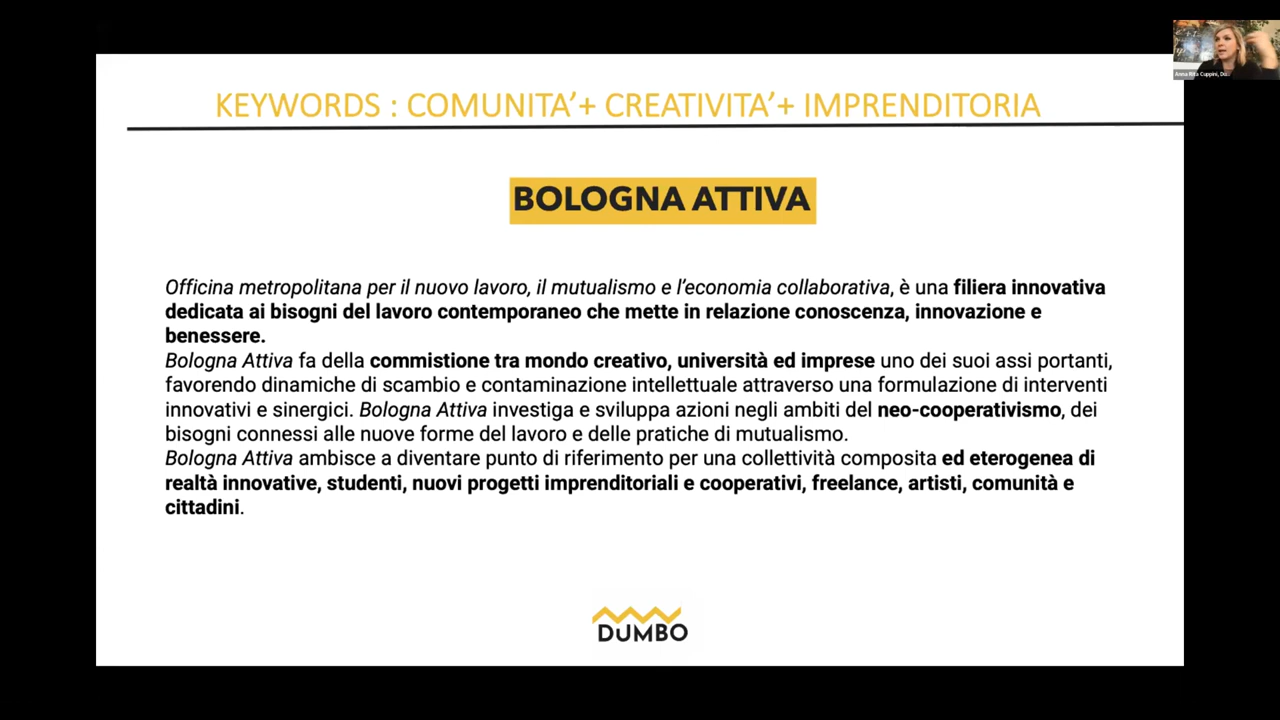 KEYWORDS : COMUNITA’+ CREATIVITA’+ IMPRENDITORIA
BOLOGNA ATTIVA
Officina metropolitana per il nuovo lavoro, il mutualismo e l’economia collaborativa, è una filiera innovativa
dedicata ai bisogni del lavoro contemporaneo che mette in relazione conoscenza, innovazione e
benessere.
Bologna Attiva fa della commistione tra mondo creativo, università ed imprese uno dei suoi assi portanti,
favorendo dinamiche di scambio e contaminazione intellettuale attraverso una formulazione di interventi
innovativi e sinergici. Bologna Attiva investiga e sviluppa azioni negli ambiti del neo-cooperativismo, dei
bisogni connessi alle nuove forme del lavoro e delle pratiche di mutualismo.
Bologna Attiva ambisce a diventare punto di riferimento per una collettività composita ed eterogenea di
realtà innovative, studenti, nuovi progetti imprenditoriali e cooperativi, freelance, artisti, comunità e
cittadini.
DUMBO
Anna Rita Cuppini, Du...